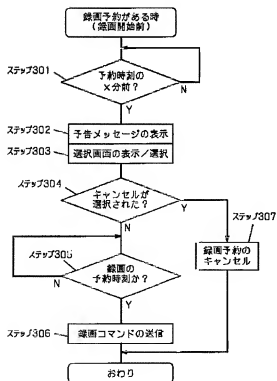 録画予約がある時
(録画開始前)
ステップ301
予約時刻の
X分前?
N
Y
ステップ302
予告メッセージの表示
ステップ303
選択画面の表示/選択
ステップ304
キャンセルが
選択された?
Y
N
ステップ307
録画予約の
キャンセル
ステップ305
録画の
予約時刻か?
N
Y
ステップ306
録画コマンドの送信
おわり